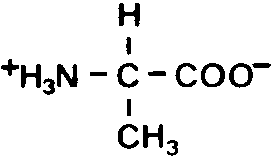 H
⁺H₃N – C – COO⁻
CH₃